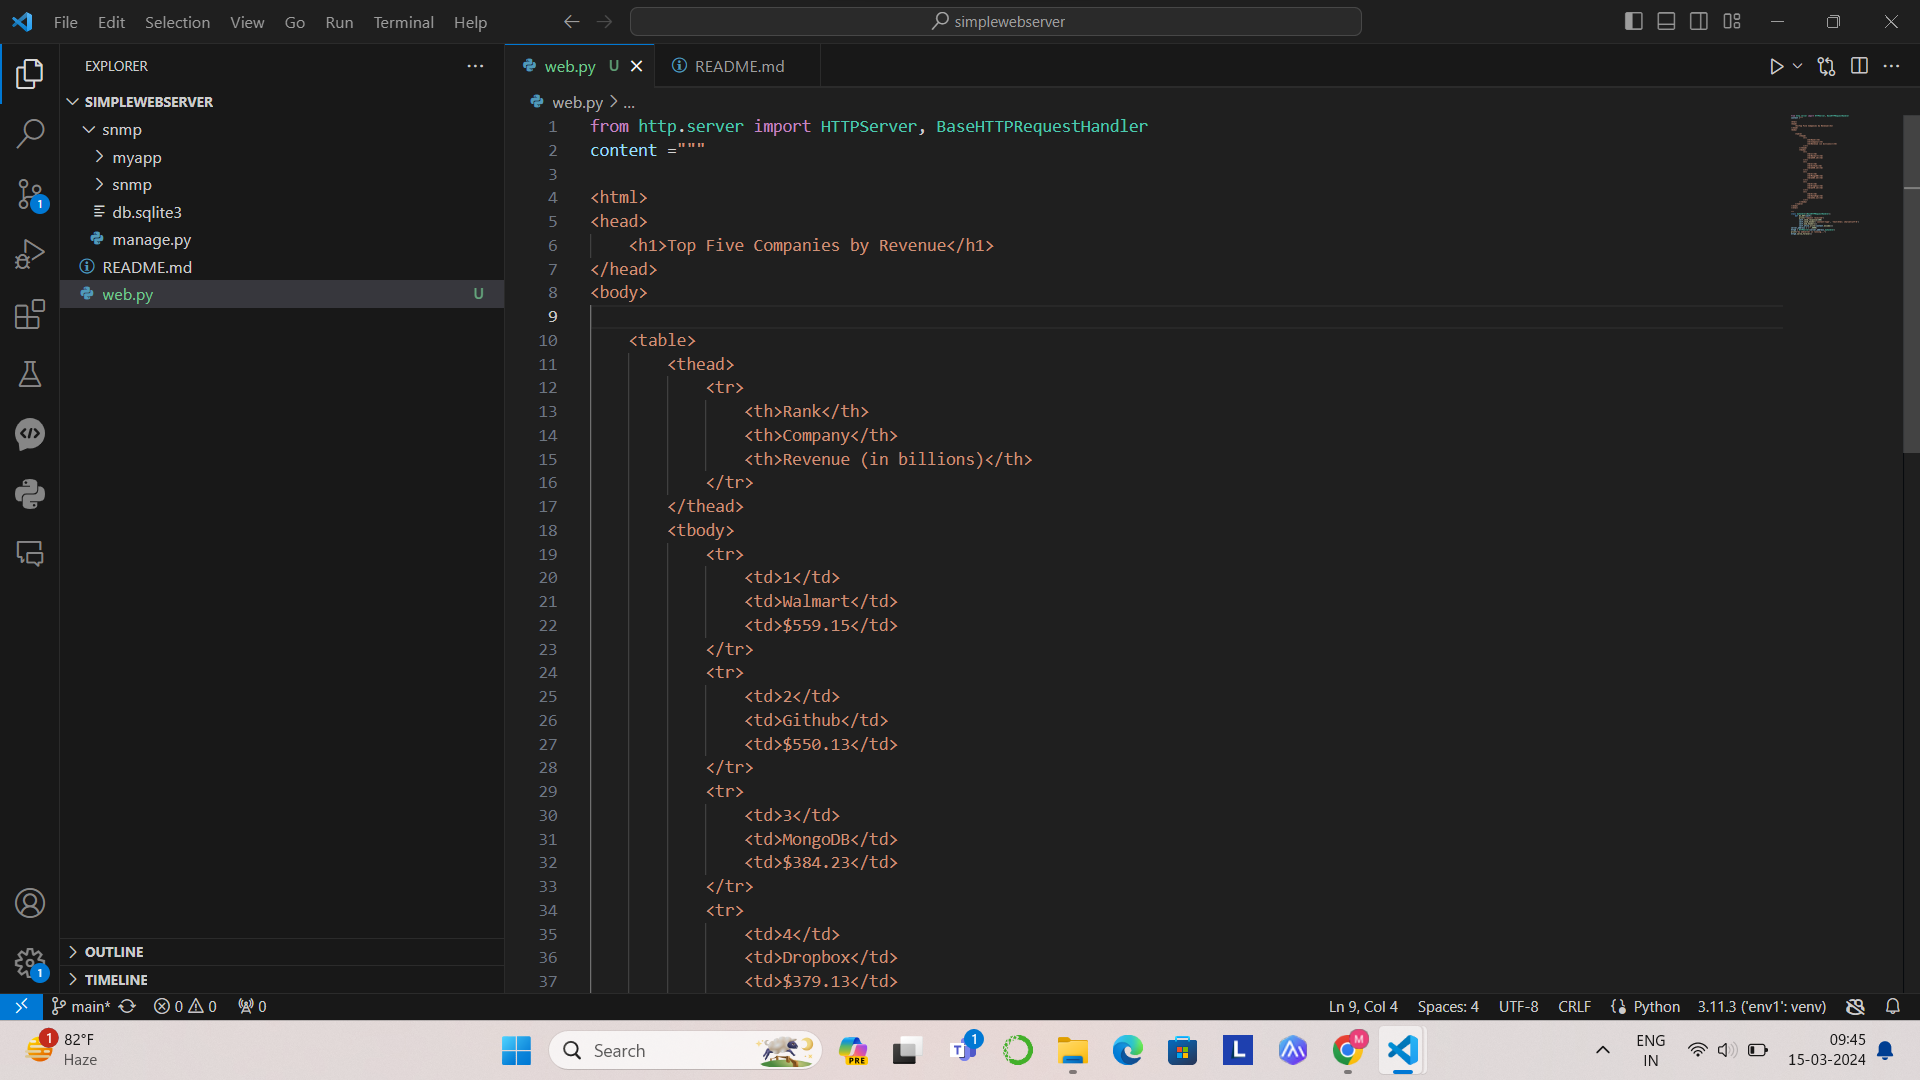 File Edit Selection View Go Run Terminal Help
simplewebserver
EXPLORER
SIMPLEWEBSERVER
snmp
myapp
snmp
db.sqlite3
manage.py
README.md
web.py U
OUTLINE
TIMELINE
1
1
web.py U
README.md
web.py > ...
1 from http.server import HTTPServer, BaseHTTPRequestHandler
2 content ="""
3
4 <html>
5 <head>
6 <h1>Top Five Companies by Revenue</h1>
7 </head>
8 <body>
9
10 <table>
11 <thead>
12 <tr>
13 <th>Rank</th>
14 <th>Company</th>
15 <th>Revenue (in billions)</th>
16 </tr>
17 </thead>
18 <tbody>
19 <tr>
20 <td>1</td>
21 <td>Walmart</td>
22 <td>$559.15</td>
23 </tr>
24 <tr>
25 <td>2</td>
26 <td>Github</td>
27 <td>$550.13</td>
28 </tr>
29 <tr>
30 <td>3</td>
31 <td>MongoDB</td>
32 <td>$384.23</td>
33 </tr>
34 <tr>
35 <td>4</td>
36 <td>Dropbox</td>
37 <td>$379.13</td>
main* 0 0 0
Ln 9, Col 4 Spaces: 4 UTF-8 CRLF Python 3.11.3 ('env1': venv)
1
82°F
Haze
Search
PRE
T
1
L
M
ENG
IN
09:45
15-03-2024